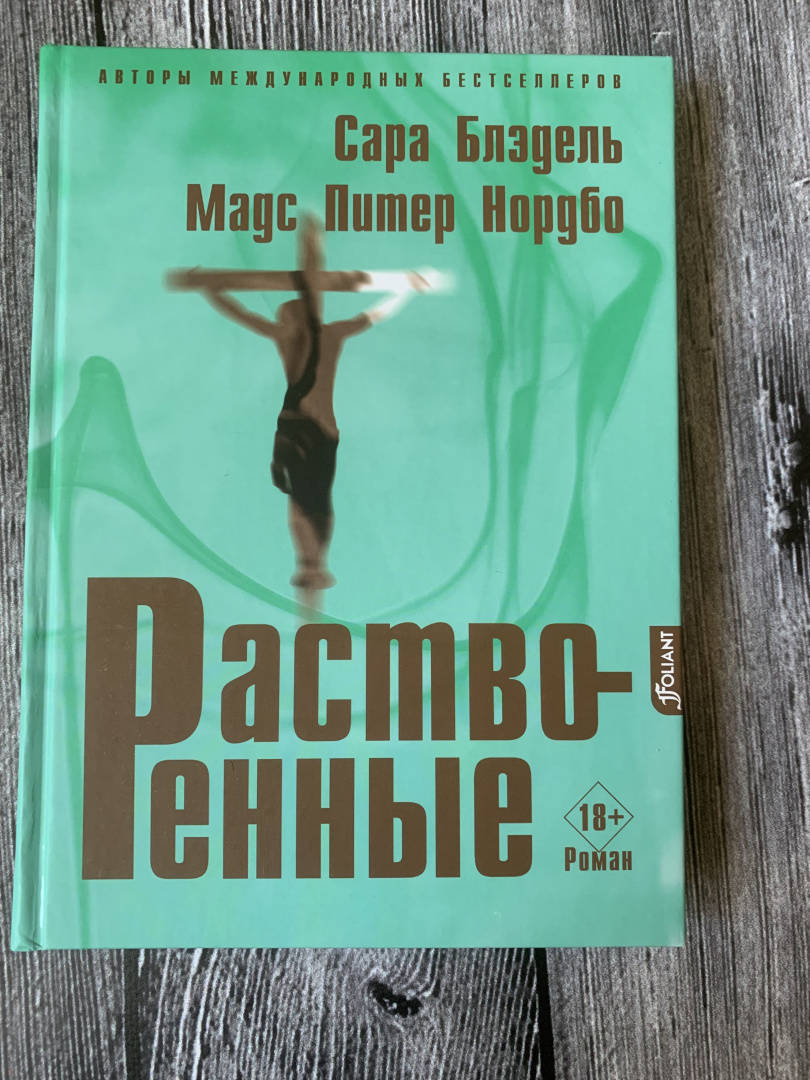 АВТОРЫ МЕЖДУНАРОДНЫХ БЕСТСЕЛЛЕРОВ
Сара Блэдель
Мадс Питер Нордбо
Раство-
ренные
FOLIANT
18+
Роман